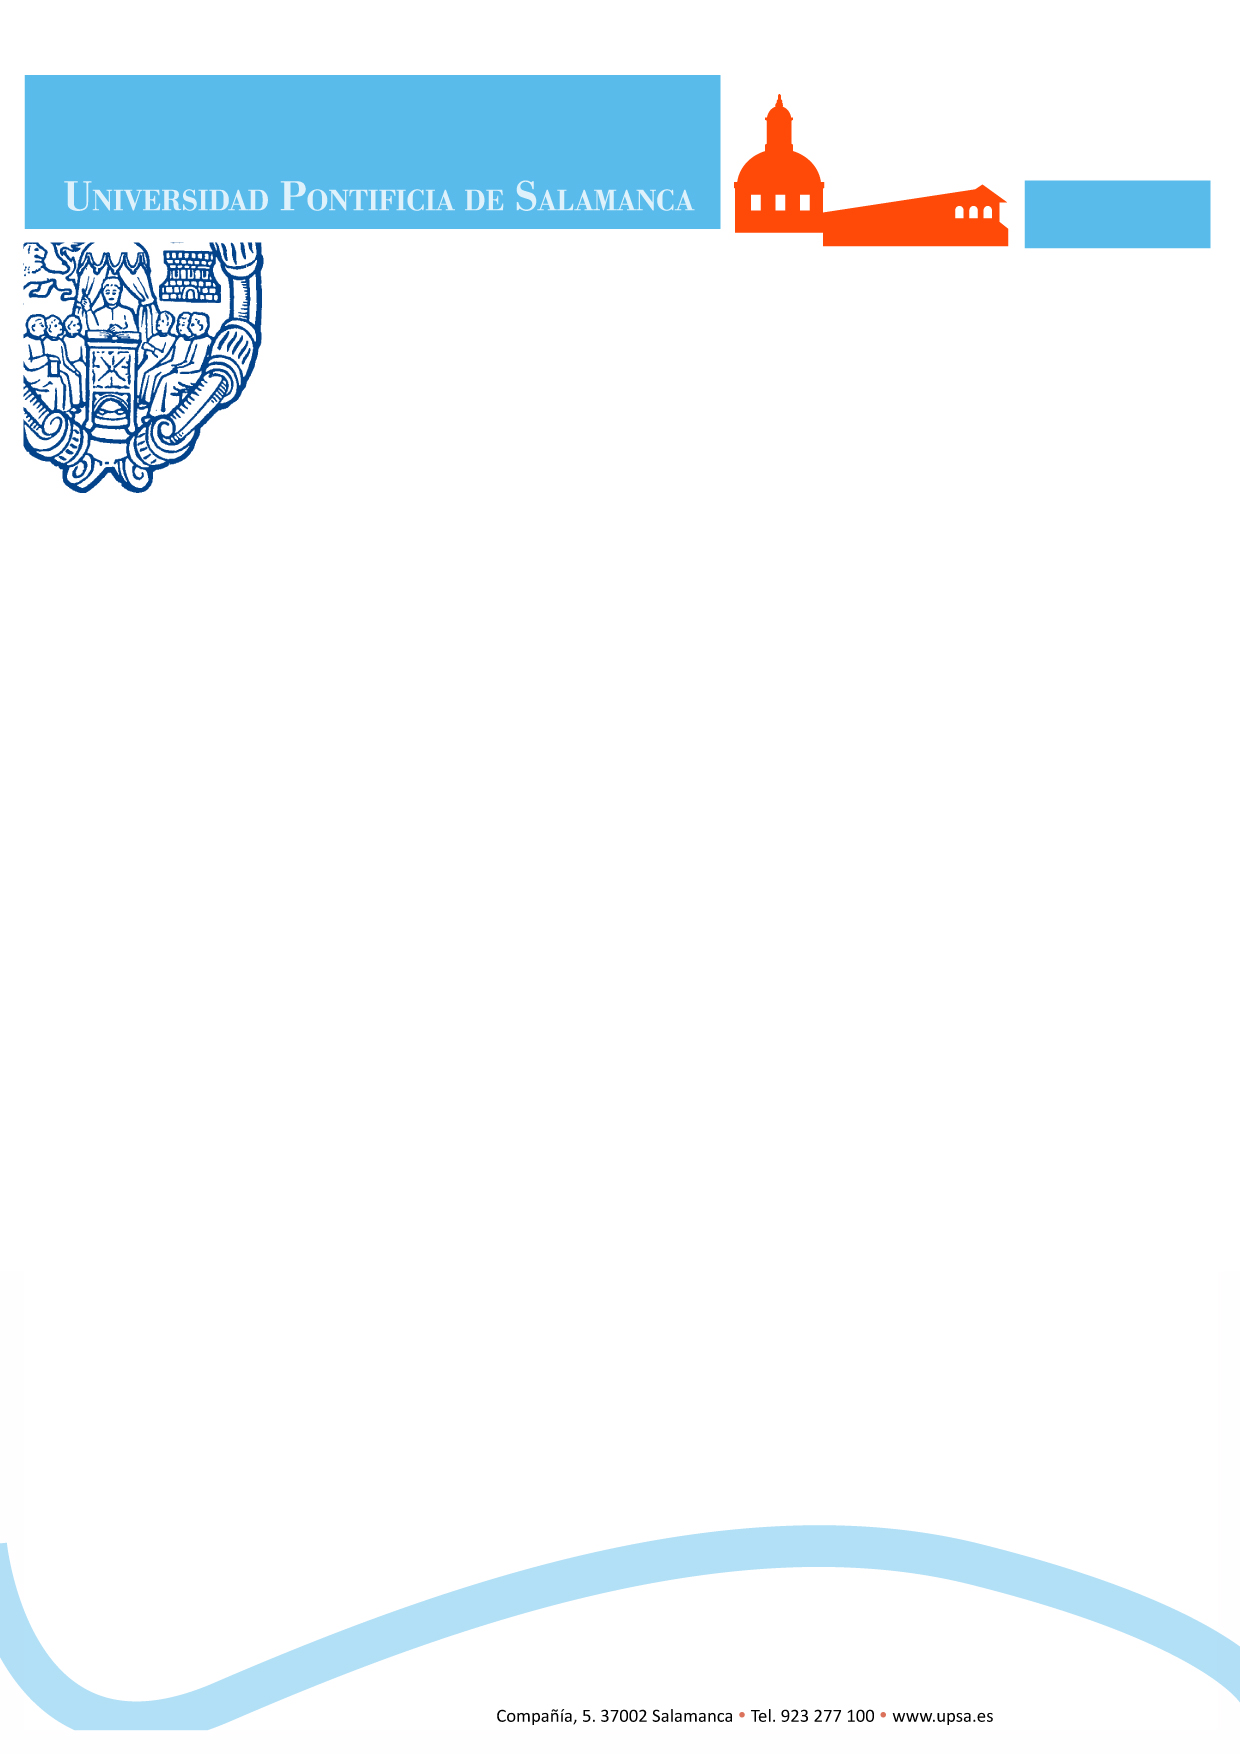 Universidad Pontificia de Salamanca
Compañía, 5. 37002 Salamanca • Tel. 923 277 100 • www.upsa.es